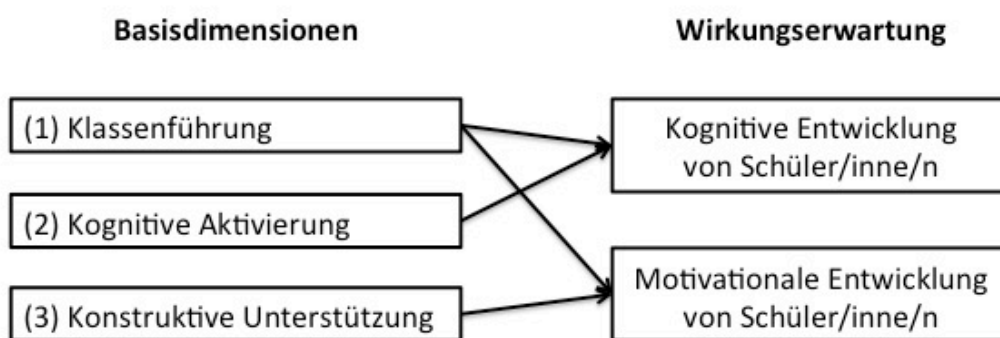 Basisdimensionen
Wirkungserwartung
(1) Klassenführung
(2) Kognitive Aktivierung
(3) Konstruktive Unterstützung
Kognitive Entwicklung
von Schüler/inne/n
Motivationale Entwicklung
von Schüler/inne/n